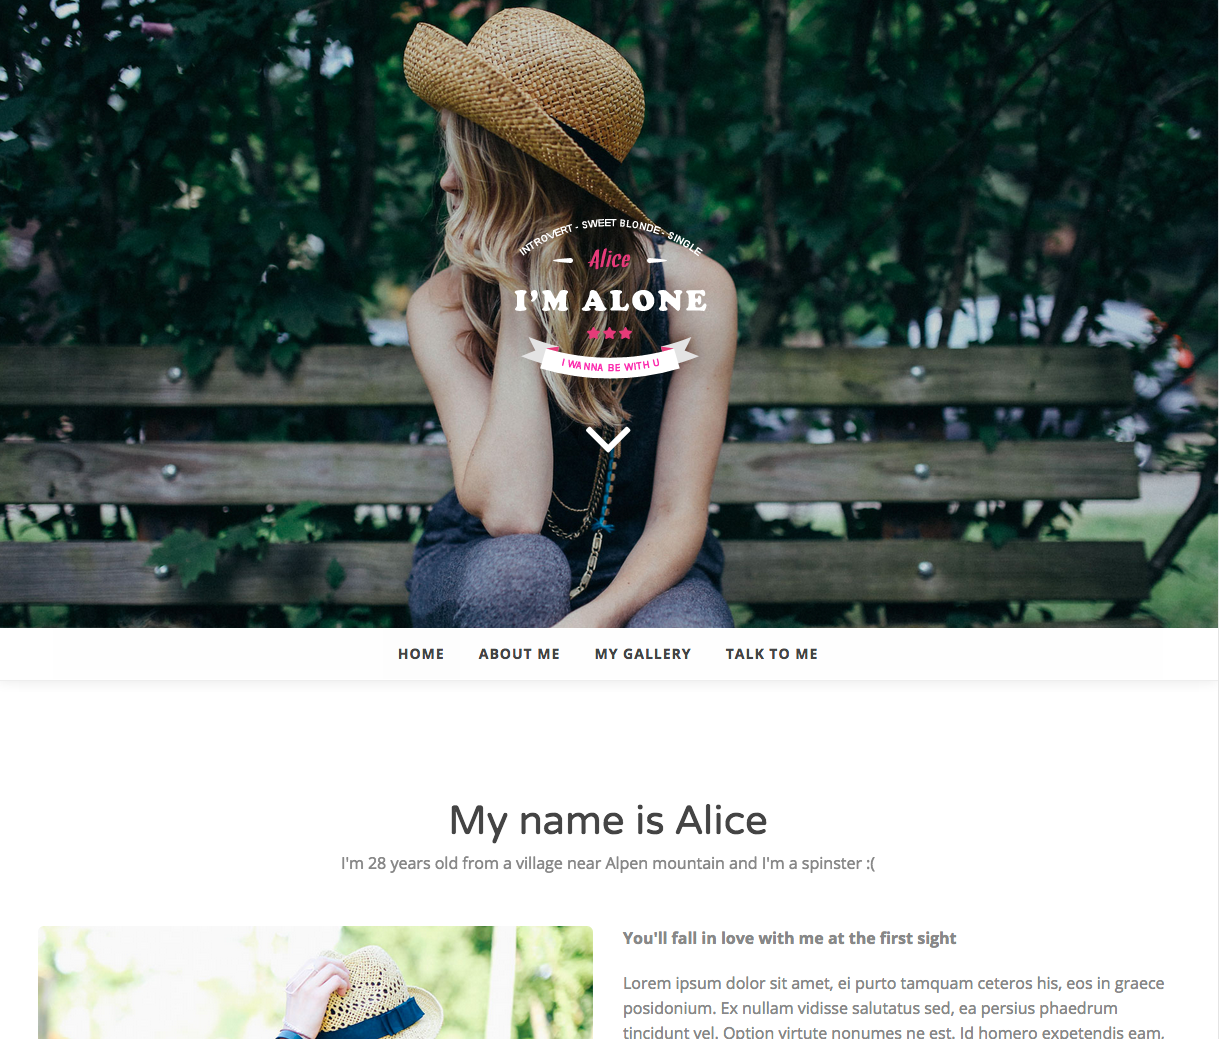 INTROVERT - SWEET BLONDE - SINGLE
Alice
I'M ALONE
I WANNA BE WITH U
HOME ABOUT ME MY GALLERY TALK TO ME
My name is Alice
I'm 28 years old from a village near Alpen mountain and I'm a spinster :(
You'll fall in love with me at the first sight
Lorem ipsum dolor sit amet, ei purto tamquam ceteros his, eos in graece
posidonium. Ex nullam vidisse salutatus sed, ea persius phaedrum
tincidunt vel. Option virtute nonumes ne est. Id homero expetendis eam,